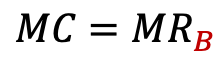 MC = MR_B